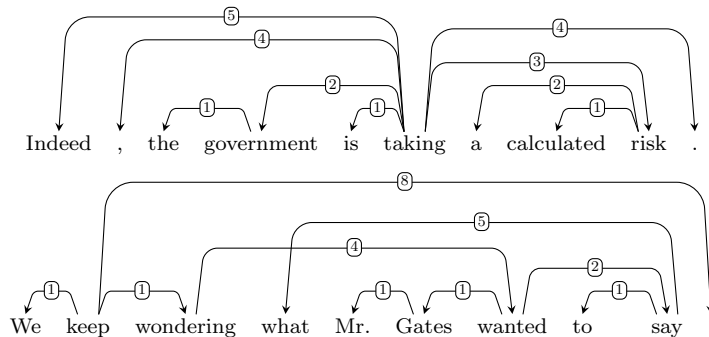 5 4
4
3
2 2
1 1 1
Indeed , the government is taking a calculated risk .
8
5
4
2
1 1 1 1 1
We keep wondering what Mr. Gates wanted to say